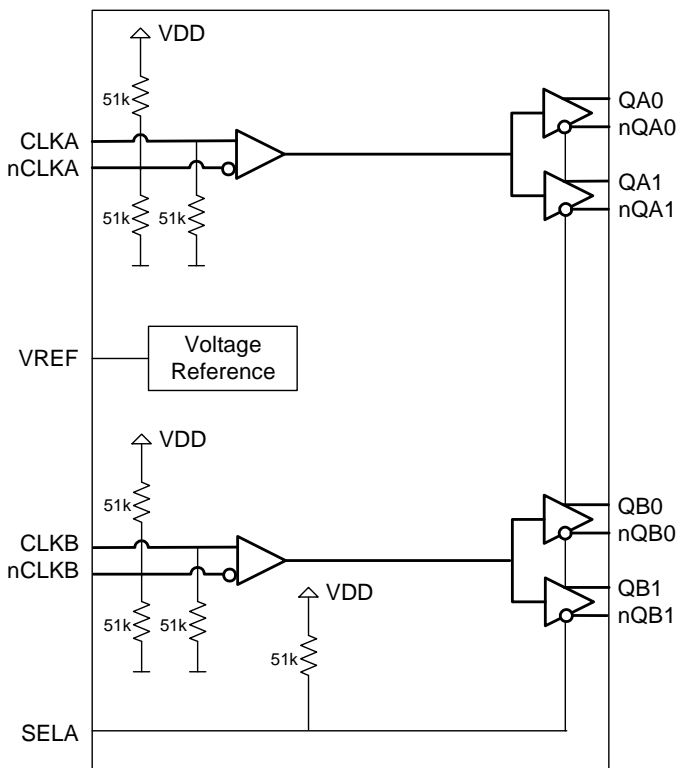 VDD
51k
CLKA
nCLKA
51k
51k
QA0
nQA0
QA1
nQA1
VREF
Voltage
Reference
VDD
51k
CLKB
nCLKB
51k
51k
VDD
51k
QB0
nQB0
QB1
nQB1
SELA